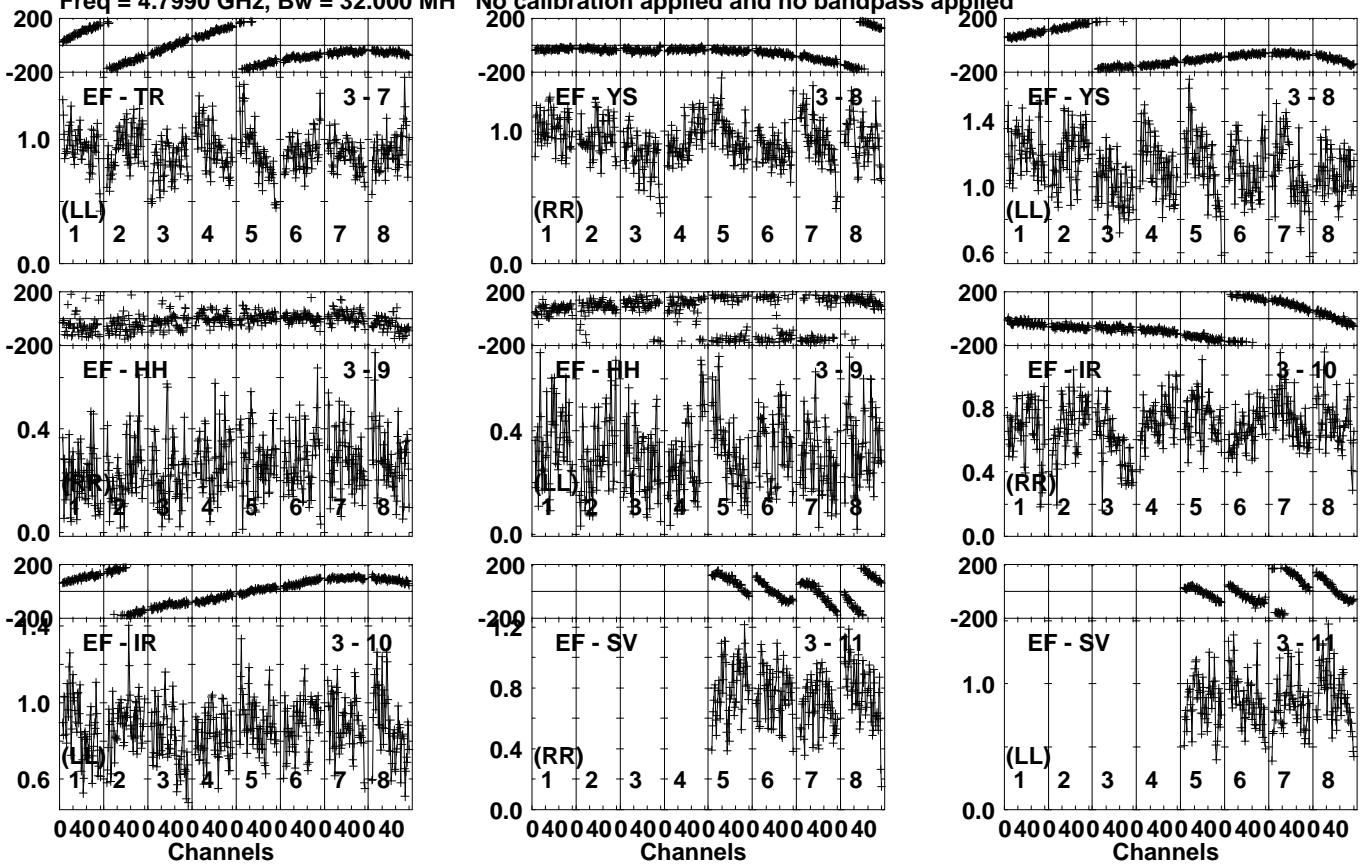 Freq = 4.7990 GHz, Bw = 32.000 MH No calibration applied and no bandpass applied
200 200 200
-200 -200 -200
EF - TR 3 - 7 EF - YS 3 - 8 EF - YS 3 - 8
1.4
1.0 1.0
1.0
(LL) (RR) (LL)
1 2 3 4 5 6 7 8 1 2 3 4 5 6 7 8 1 2 3 4 5 6 7 8
0.6
0.0 0.0
200 200 200
-200 -200 -200
EF - HH 3 - 9 EF - HH 3 - 9 EF - IR 3 - 10
0.8
0.4 0.4
0.4
(RR) (LL) (RR)
1 2 3 4 5 6 7 8 1 2 3 4 5 6 7 8 1 2 3 4 5 6 7 8
0.0 0.0 0.0
200 200 200
-200 -200 -200
1.4 1.2
EF - IR 3 - 10 EF - SV 3 - 11 EF - SV 3 - 11
1.0 0.8 1.0
(LL) (RR) (LL)
0.4
0.6
1 2 3 4 5 6 7 8 1 2 3 4 5 6 7 8 1 2 3 4 5 6 7 8
0.0 0.0
0 40 0 40 0 40 0 40 0 40 0 40 0 40 0 40 0 40 0 40 0 40 0 40 0 40 0 40 0 40 0 40 0 40 0 40 0 40 0 40 0 40 0 40 0 40 0 40
Channels Channels Channels